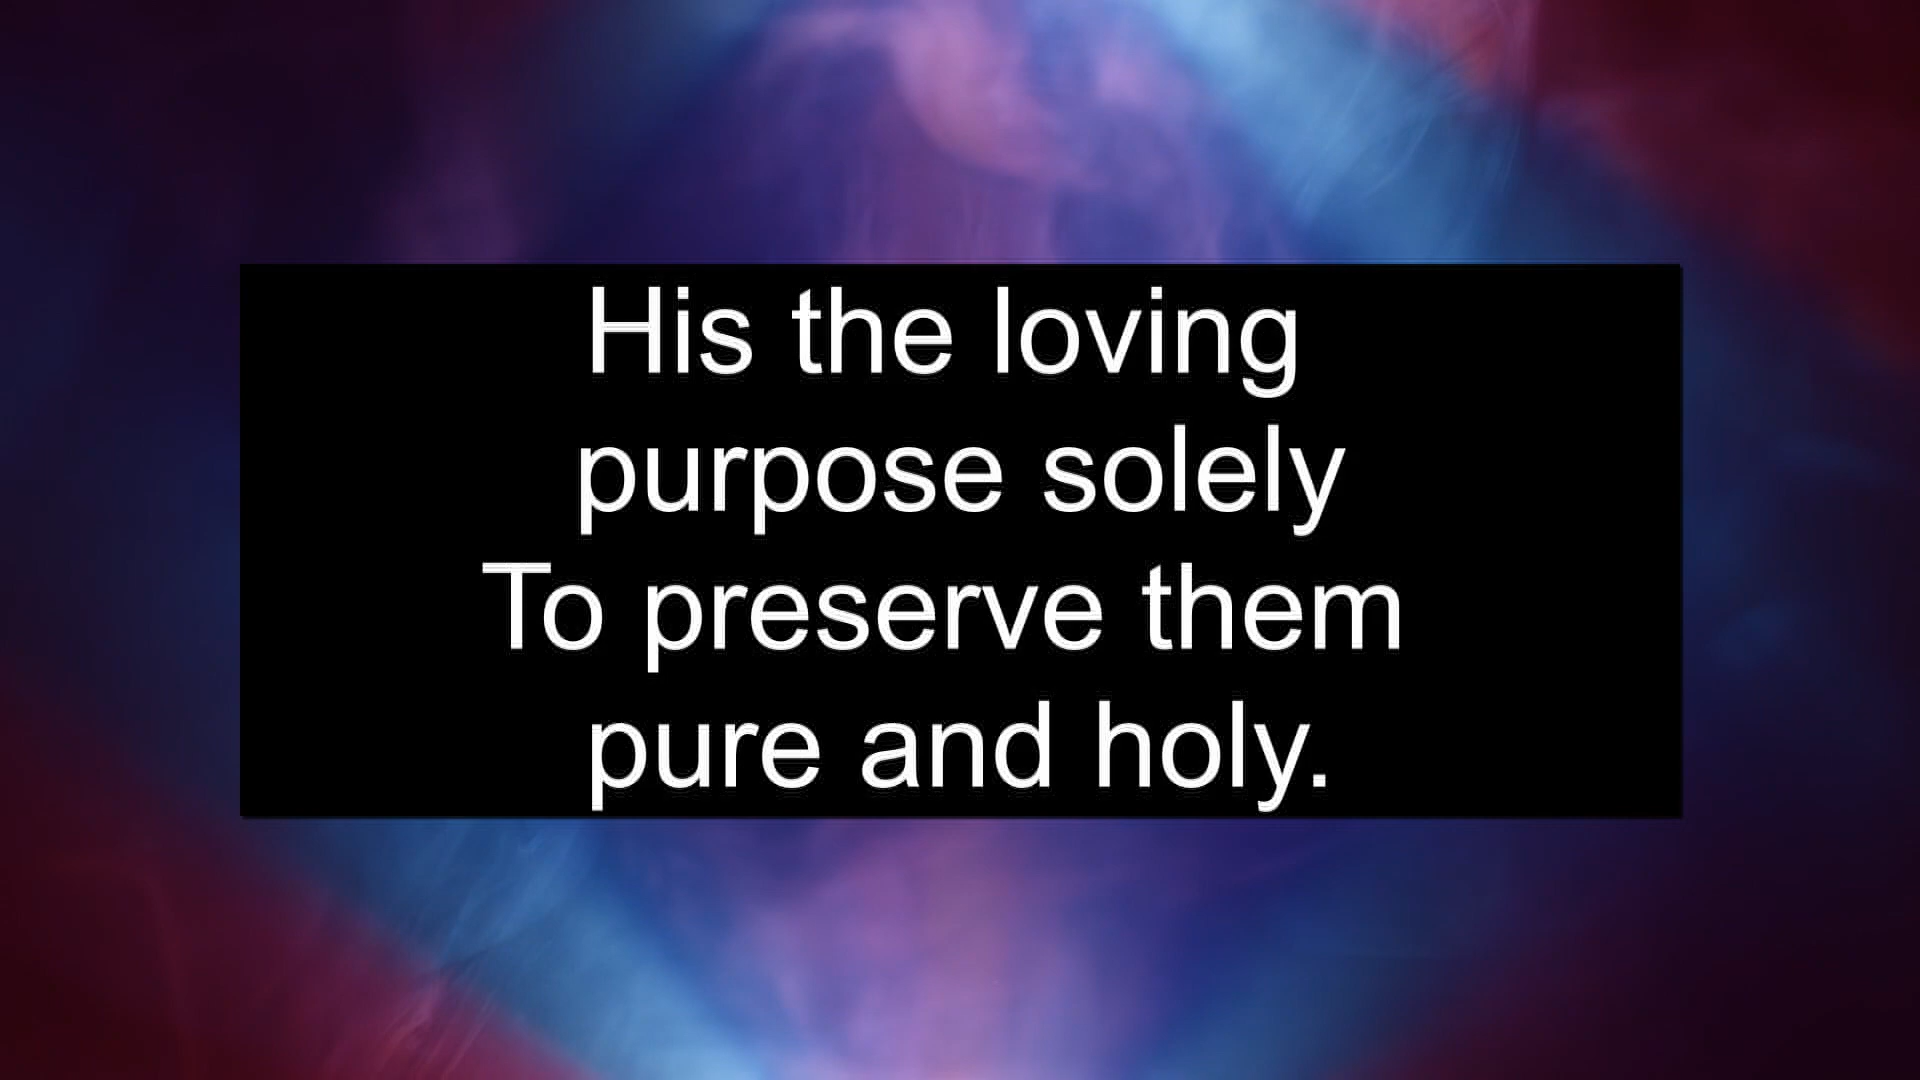 His the loving
purpose solely
To preserve them
pure and holy.